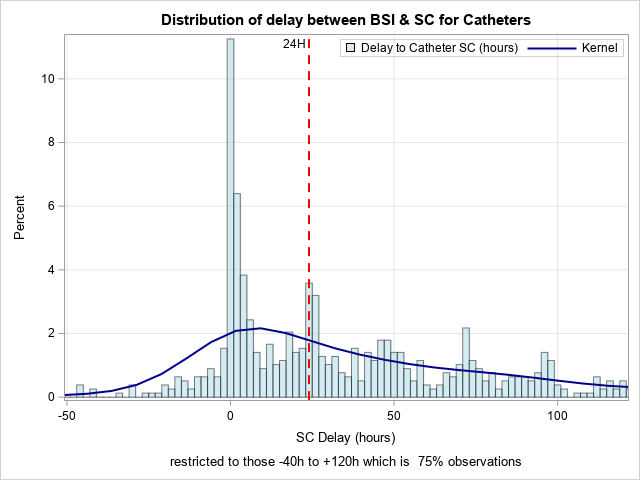 Distribution of delay between BSI & SC for Catheters
24H
Delay to Catheter SC (hours)
Kernel
10
8
6
4
2
0
Percent
-50
0
50
100
SC Delay (hours)
restricted to those -40h to +120h which is 75% observations